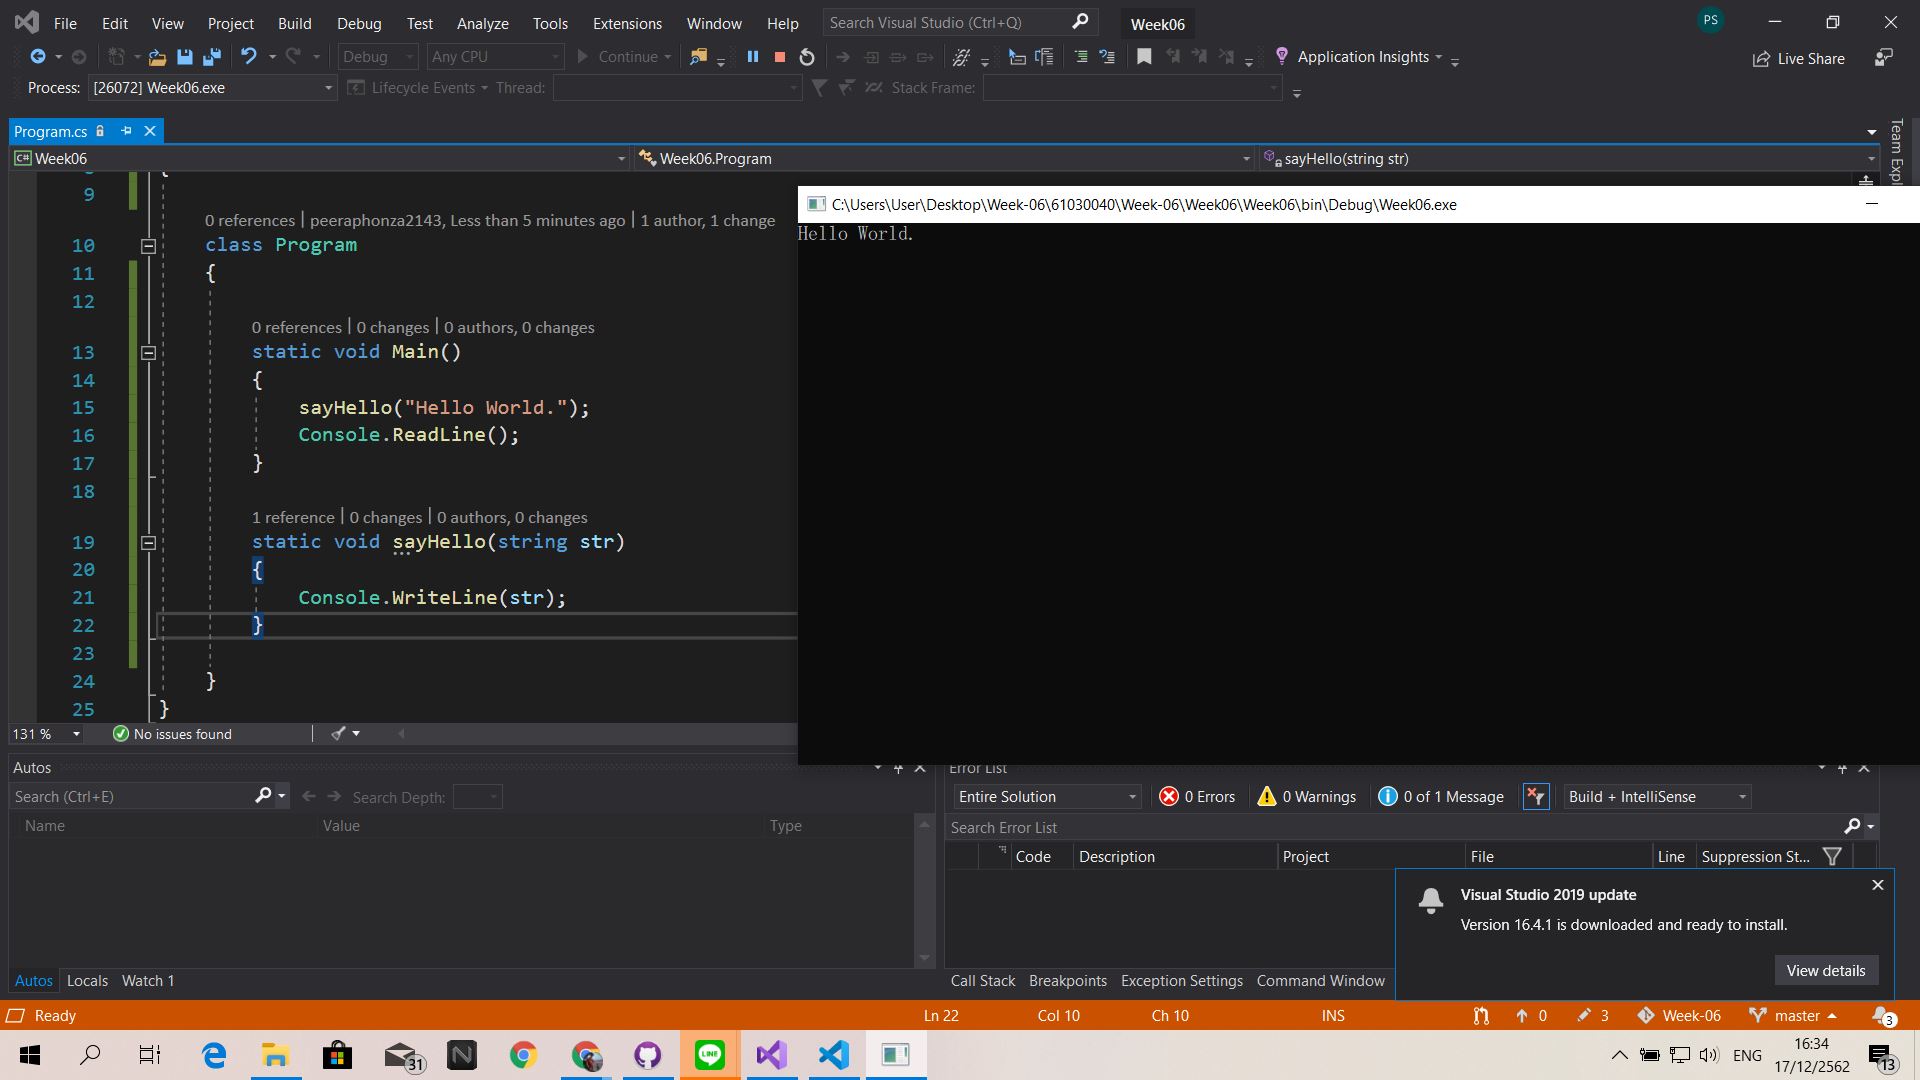 File Edit View Project Build Debug Test Analyze Tools Extensions Window Help Search Visual Studio (Ctrl+Q) Week06 PS
Debug Any CPU Continue Application Insights Live Share
Process: [26072] Week06.exe Lifecycle Events Thread: Stack Frame:
Program.cs
Team Expl
C# Week06 Week06.Program sayHello(string str)
9
0 references | peeraphonza2143, Less than 5 minutes ago | 1 author, 1 change
10 class Program
11 {
12
0 references | 0 changes | 0 authors, 0 changes
13 static void Main()
14 {
15 sayHello("Hello World.");
16 Console.ReadLine();
17 }
18
1 reference | 0 changes | 0 authors, 0 changes
19 static void sayHello(string str)
20 {
21 Console.WriteLine(str);
22 }
23
24 }
25 }
C:\Users\User\Desktop\Week-06\61030040\Week-06\Week06\Week06\bin\Debug\Week06.exe
Hello World.
131 % No issues found
Autos
Search (Ctrl+E) Search Depth:
Name Value Type
Autos Locals Watch 1
Error List
Entire Solution 0 Errors 0 Warnings 0 of 1 Message Build + IntelliSense
Search Error List
Code Description Project File Line Suppression St...
Visual Studio 2019 update
Version 16.4.1 is downloaded and ready to install.
View details
Call Stack Breakpoints Exception Settings Command Window
Ready Ln 22 Col 10 Ch 10 INS 0 3 Week-06 master 3
31 N LINE ENG 16:34
17/12/2562 13